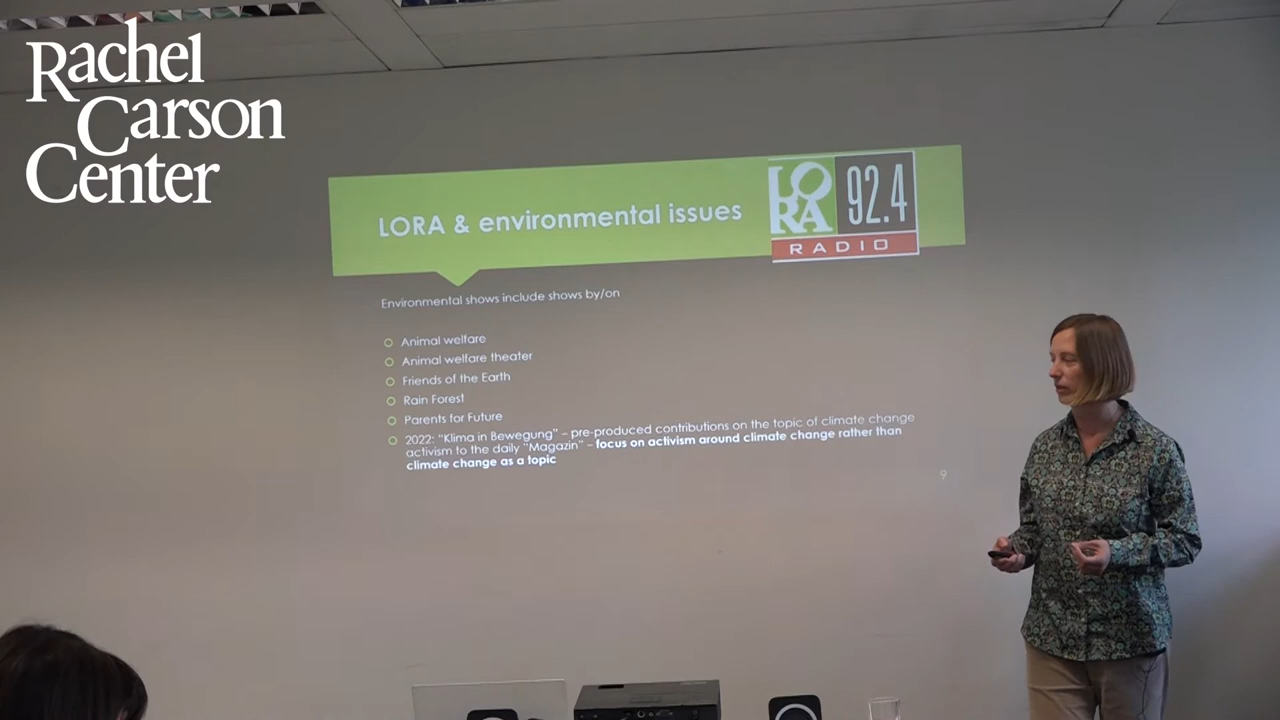 Rachel
Carson
Center
LORA & environmental issues
LORA
92.4
RADIO
Environmental shows include shows by/on
Animal welfare
Animal welfare theater
Friends of the Earth
Rain Forest
Parents for Future
2022: "Klima in Bewegung" – pre-produced contributions on the topic of climate change
activism to the daily "Magazin" – focus on activism around climate change rather than
climate change as a topic
9